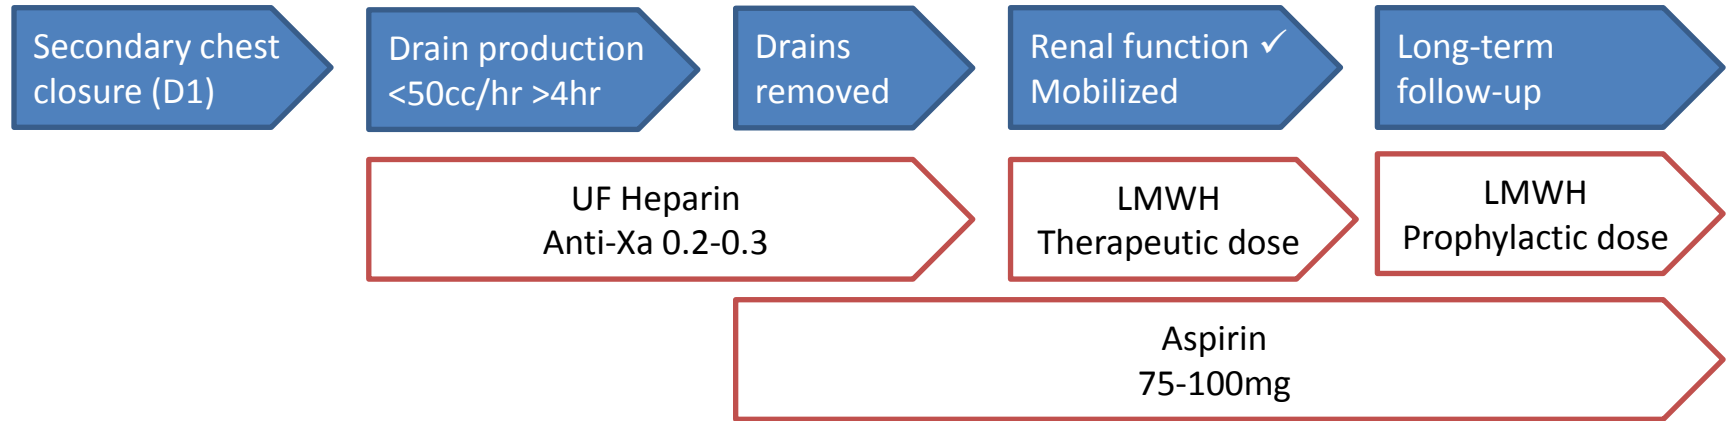 Secondary chest
closure (D1)
Drain production
<50cc/hr >4hr
Drains
removed
Renal function ✓
Mobilized
Long-term
follow-up
UF Heparin
Anti-Xa 0.2-0.3
LMWH
Therapeutic dose
LMWH
Prophylactic dose
Aspirin
75-100mg